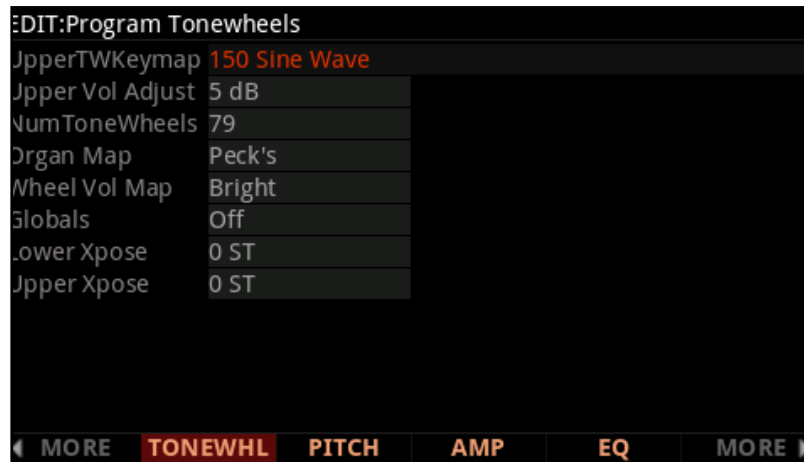 EDIT:Program Tonewheels
UpperTWKeymap 150 Sine Wave
Upper Vol Adjust 5 dB
NumToneWheels 79
Organ Map Peck's
Wheel Vol Map Bright
Globals Off
Lower Xpose 0 ST
Upper Xpose 0 ST
MORE TONEWHL PITCH AMP EQ MORE